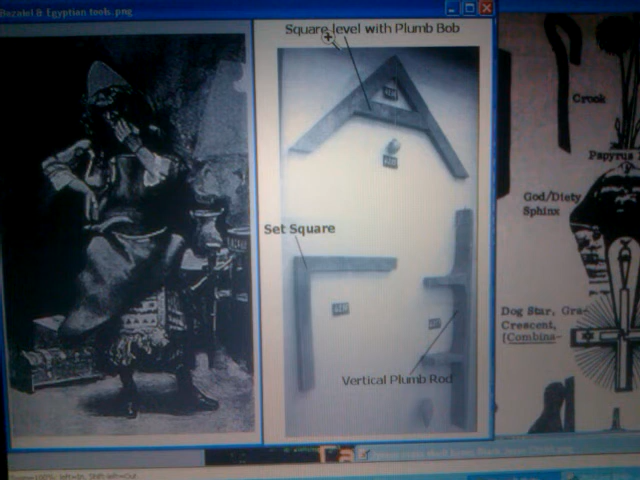 Bezalel & Egyptian tools.png
Square level with Plumb Bob
Set Square
Vertical Plumb Rod
Crook
Papyrus
God/Diety
Sphinx
Dog Star, Gra-
Crescent,
[Combina-